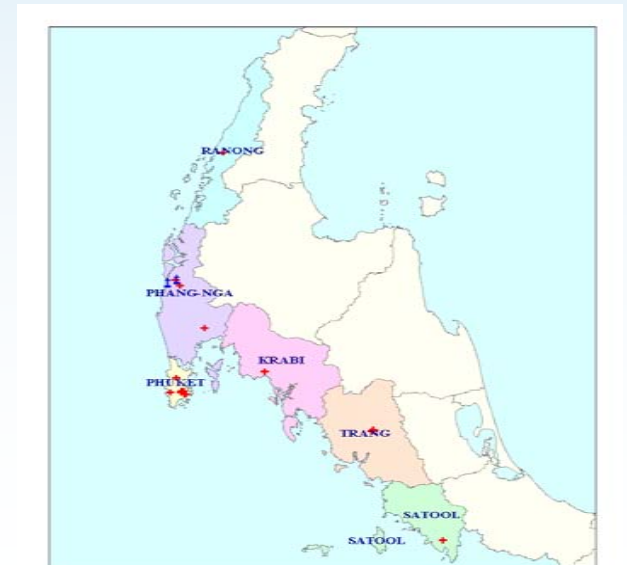 RANONG
PHANG-NGA
KRABI
PHUKET
TRANG
SATOOL
SATOOL